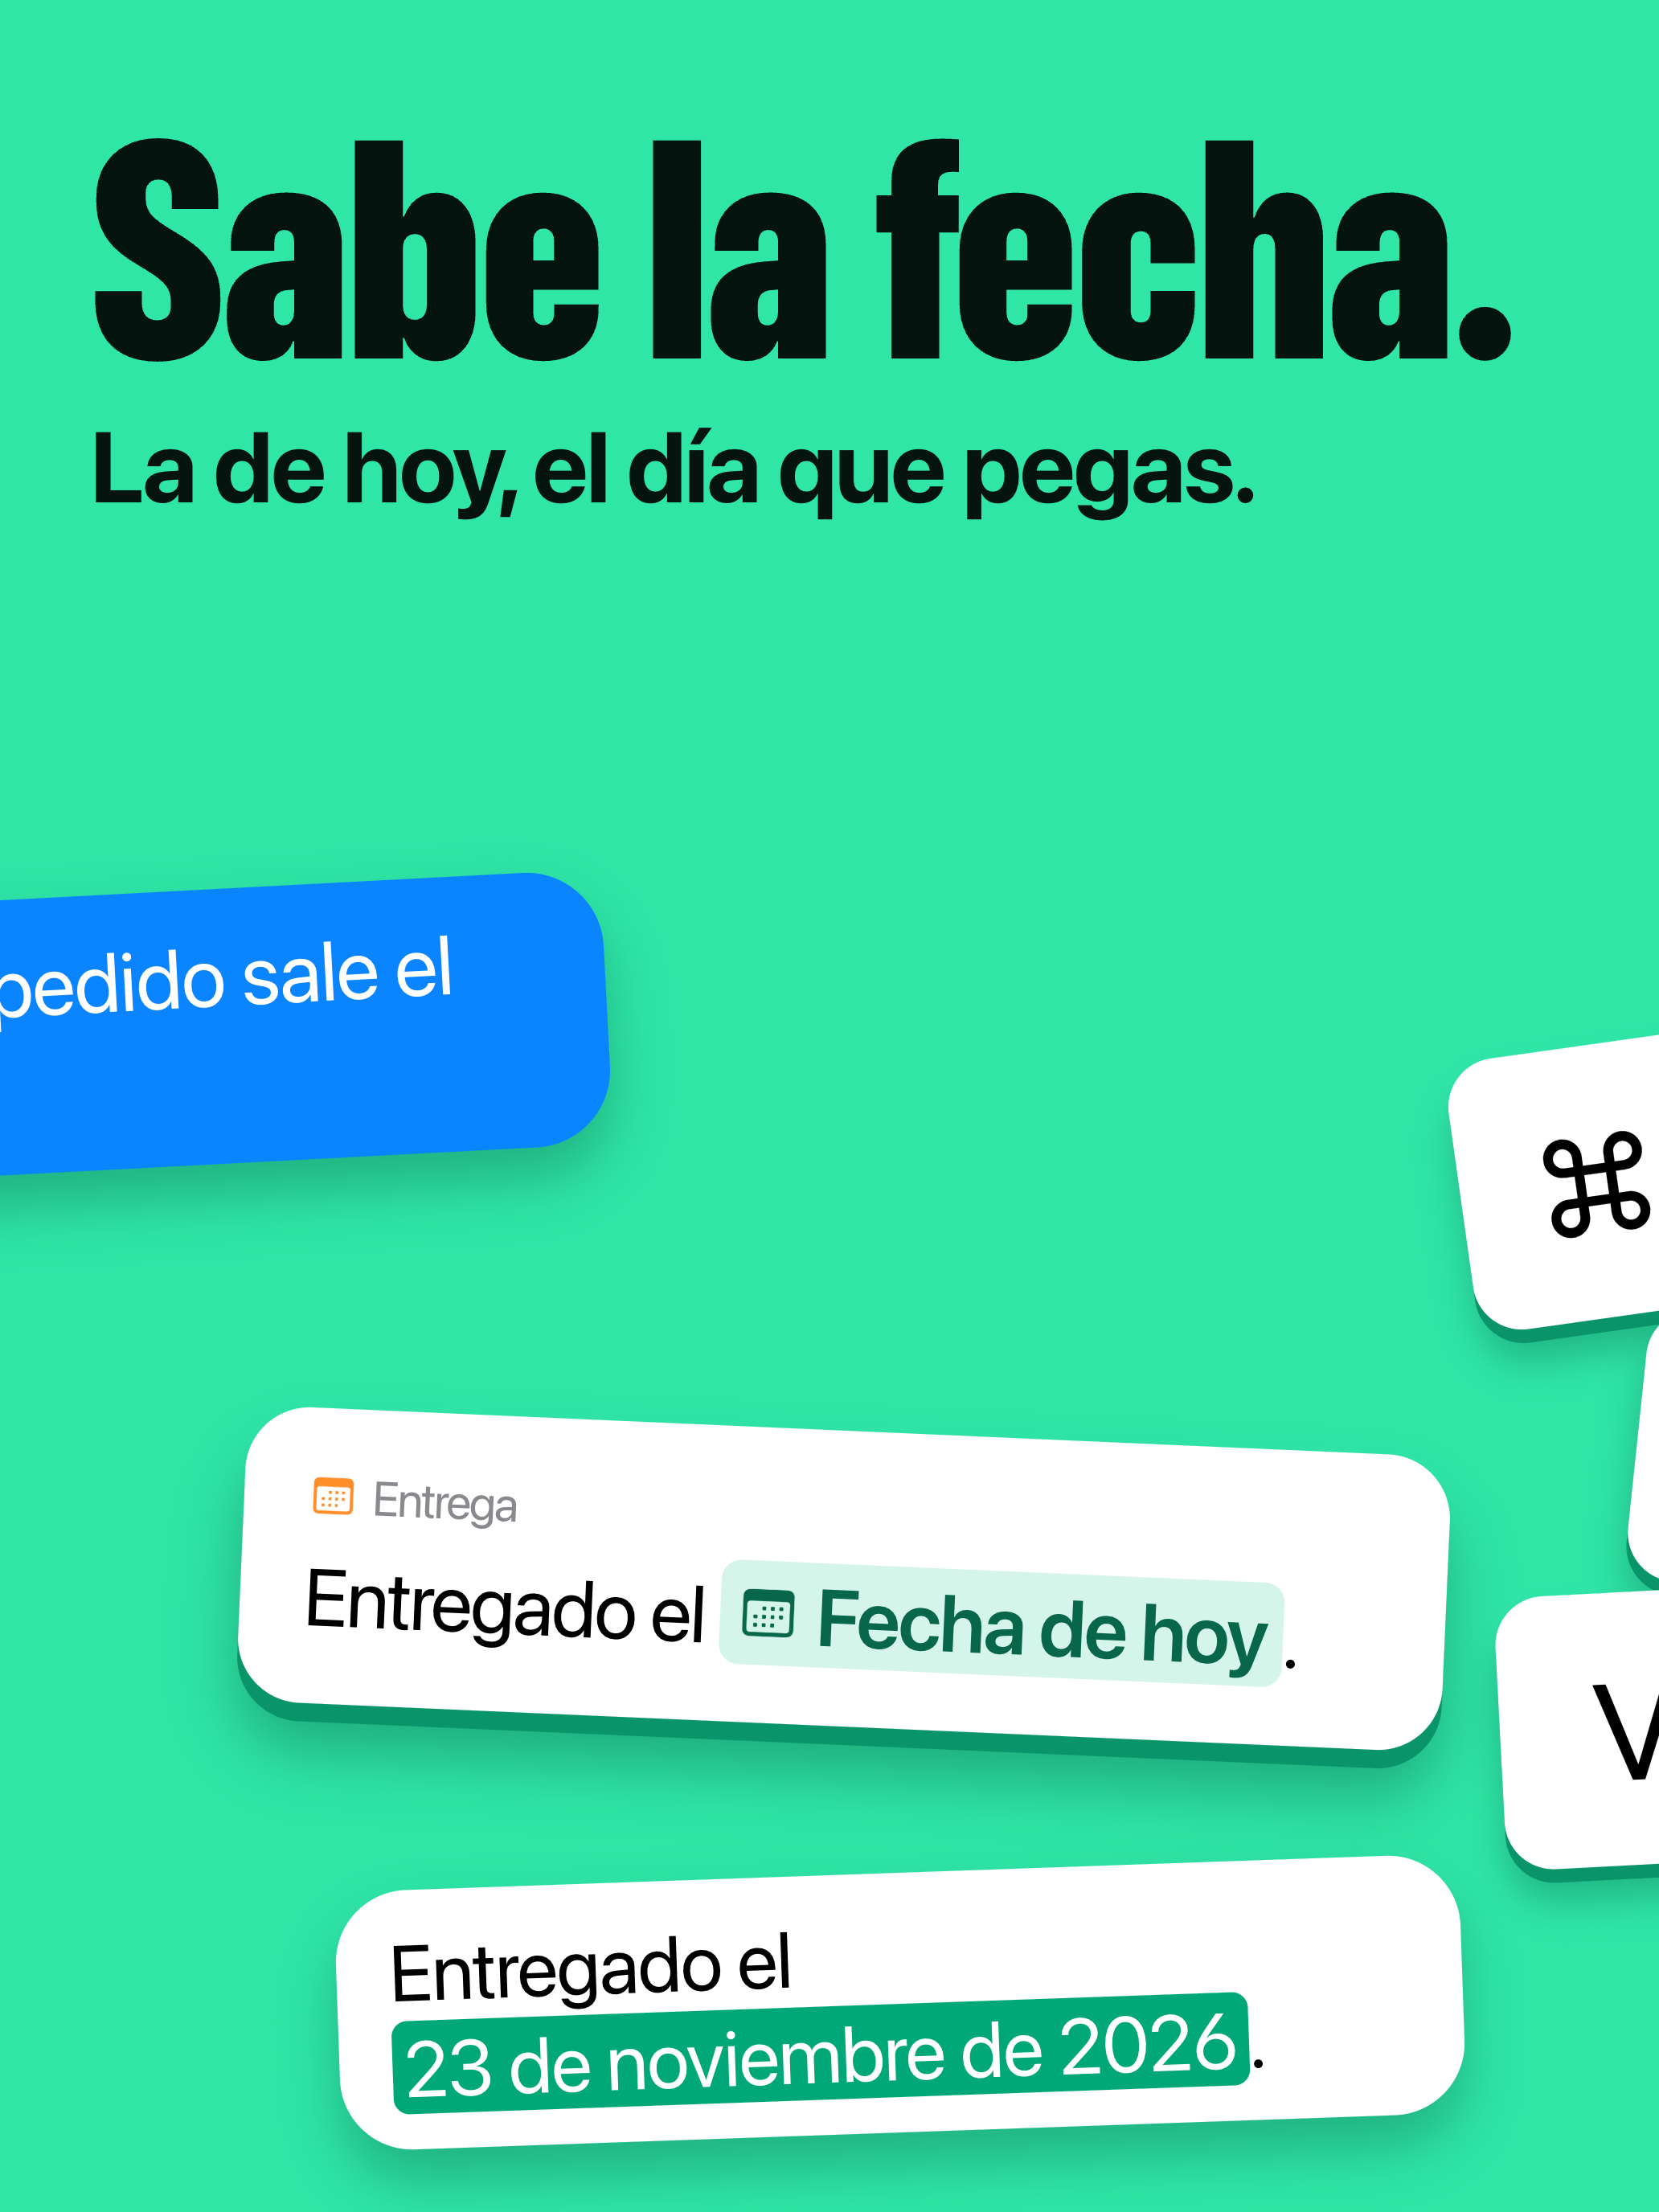 Sabe la fecha.
La de hoy, el día que pegas.
pedido sale el
⌘
Entrega
Entregado el Fecha de hoy.
V
Entregado el
23 de noviembre de 2026.